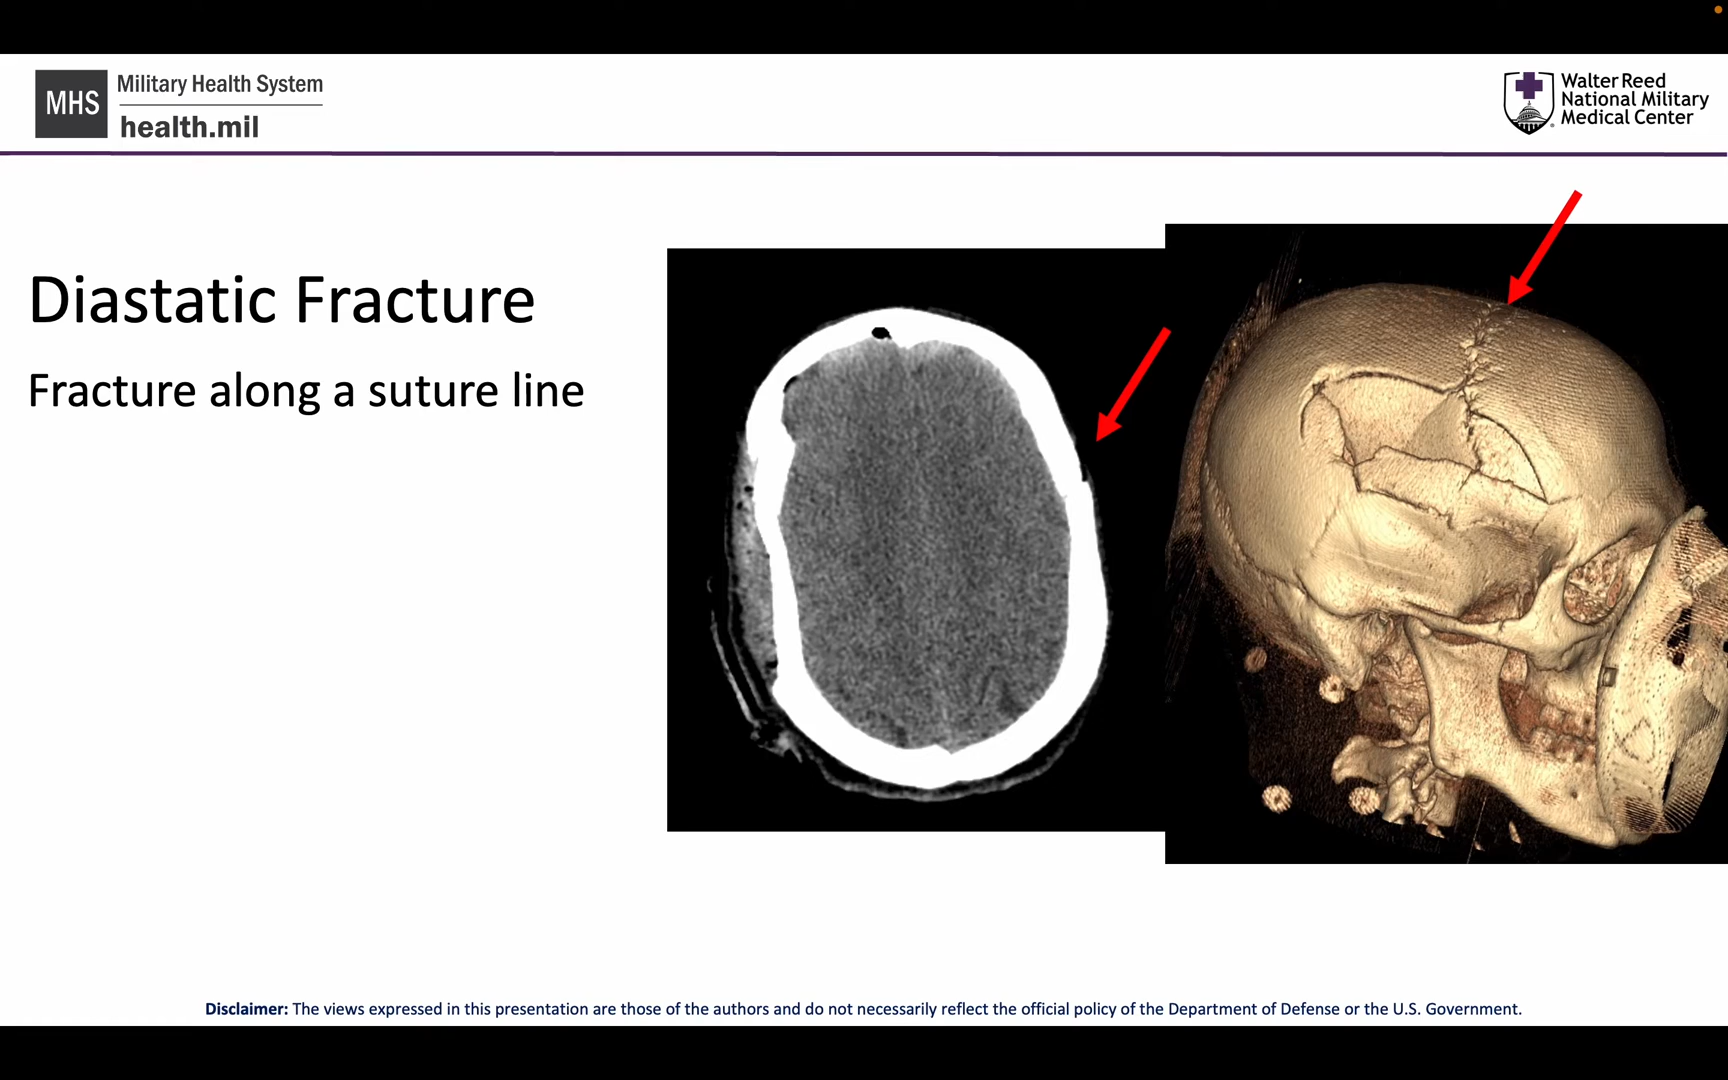 MHS
Military Health System
health.mil
Walter Reed
National Military
Medical Center
Diastatic Fracture
Fracture along a suture line
Disclaimer: The views expressed in this presentation are those of the authors and do not necessarily reflect the official policy of the Department of Defense or the U.S. Government.